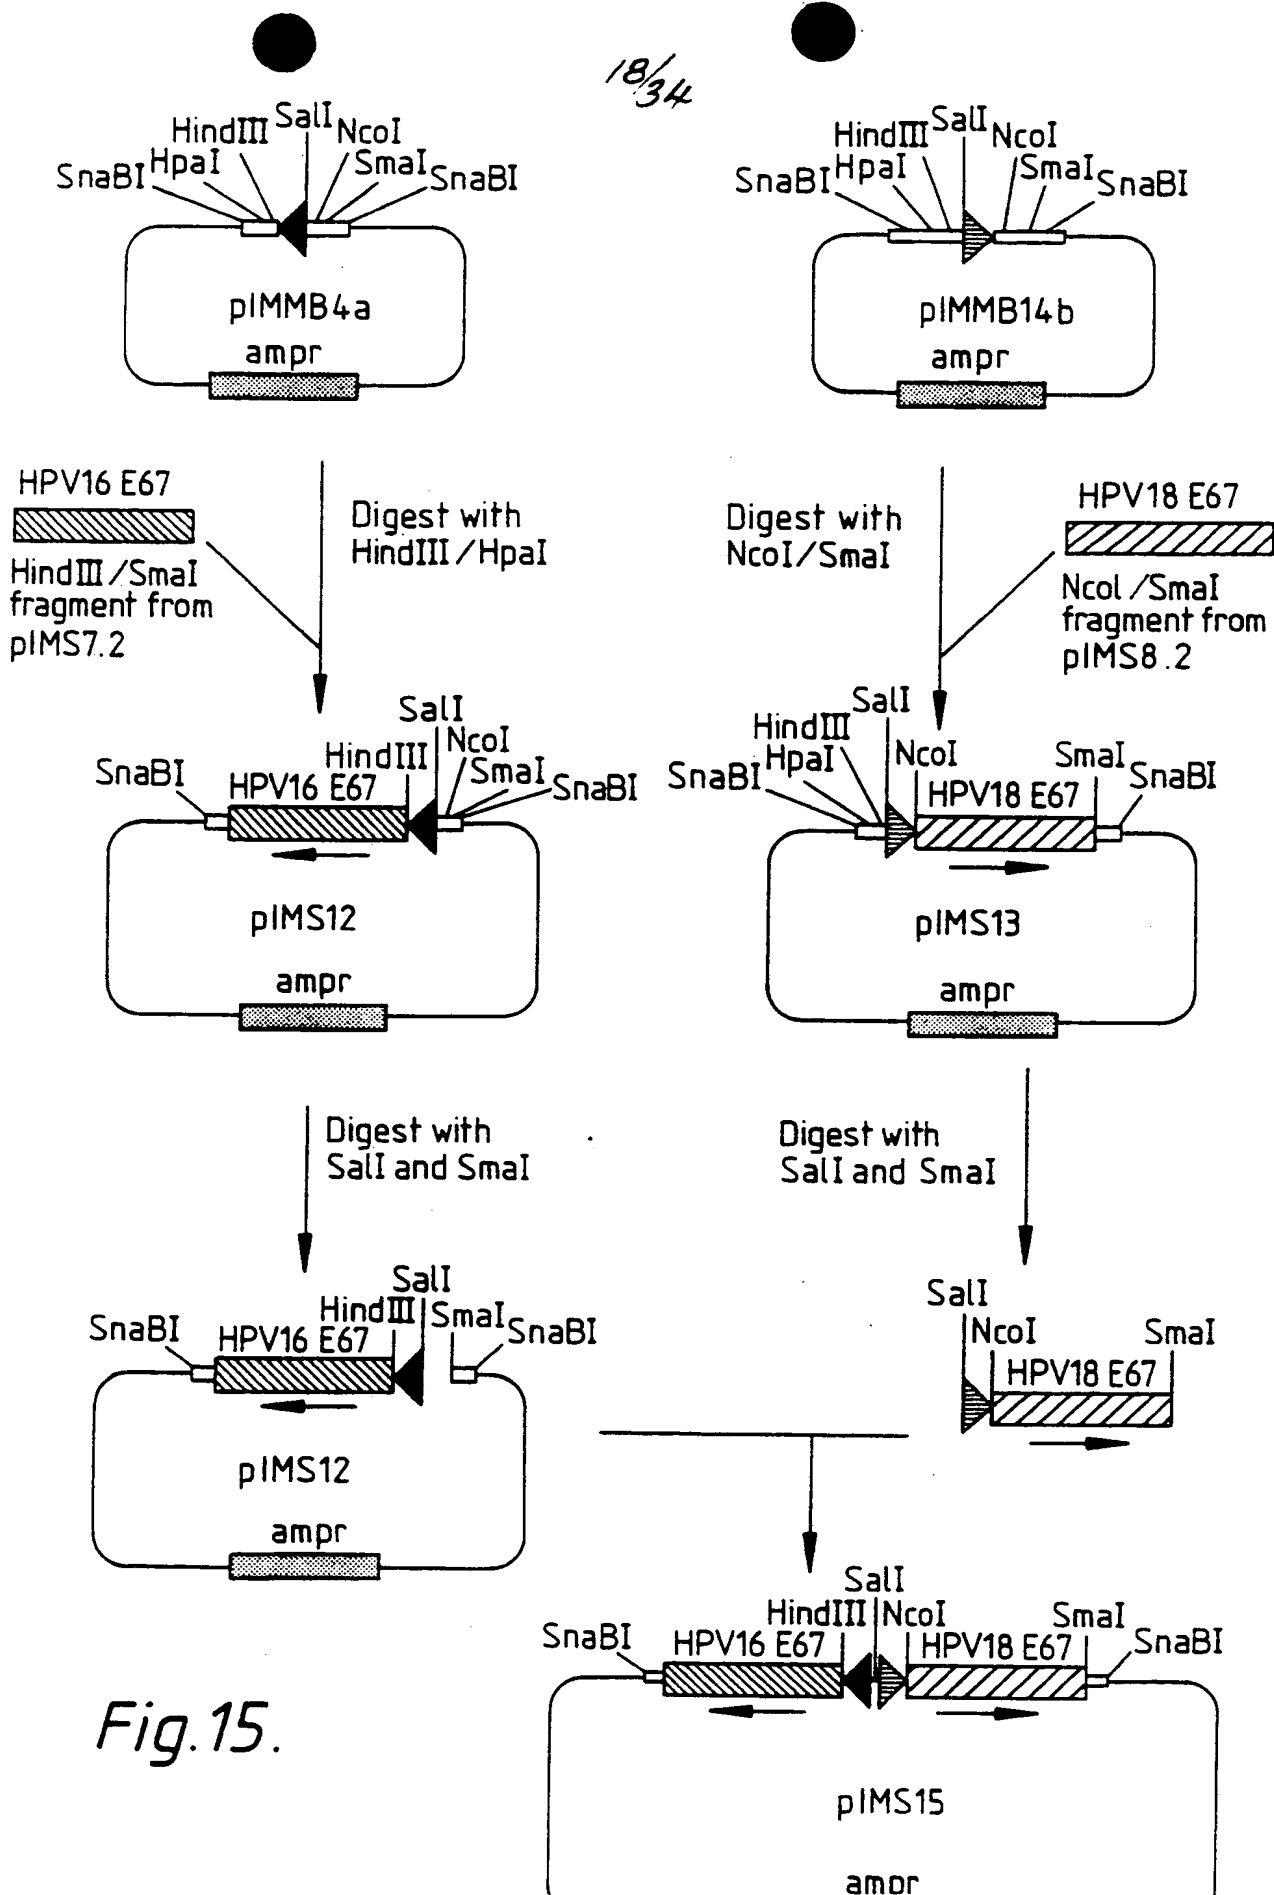 18/34
SnaBI HpaI HindIII SalI NcoI SmaI SnaBI
pIMMB4a
ampr
SnaBI HpaI HindIII SalI NcoI SmaI SnaBI
pIMMB14b
ampr
HPV16 E67
HindIII/SmaI
fragment from
pIMS7.2
Digest with
HindIII/HpaI
Digest with
NcoI/SmaI
HPV18 E67
NcoI/SmaI
fragment from
pIMS8.2
SnaBI HPV16 E67 HindIII SalI NcoI SmaI SnaBI
pIMS12
ampr
SnaBI HpaI HindIII SalI NcoI HPV18 E67 SmaI SnaBI
pIMS13
ampr
Digest with
SalI and SmaI
Digest with
SalI and SmaI
SnaBI HPV16 E67 HindIII SalI SmaI SnaBI
pIMS12
ampr
SalI NcoI HPV18 E67 SmaI
SnaBI HPV16 E67 HindIII SalI NcoI HPV18 E67 SmaI SnaBI
pIMS15
ampr
Fig.15.